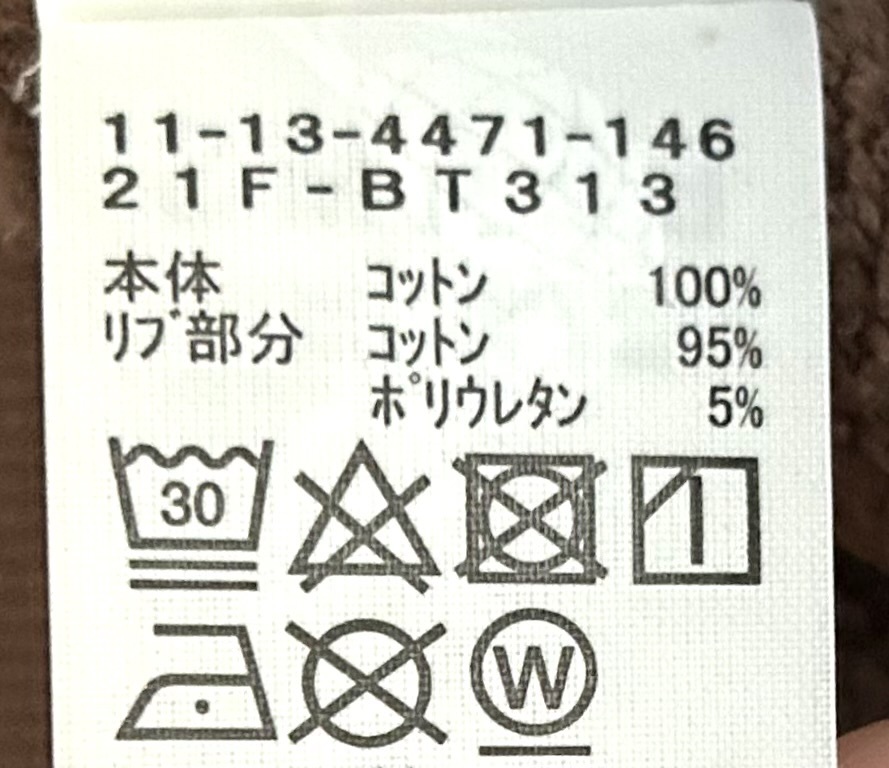 11-13-4471-146
21F-BT313
本体 コットン 100%
リブ部分 コットン 95%
ポリウレタン 5%
30
W